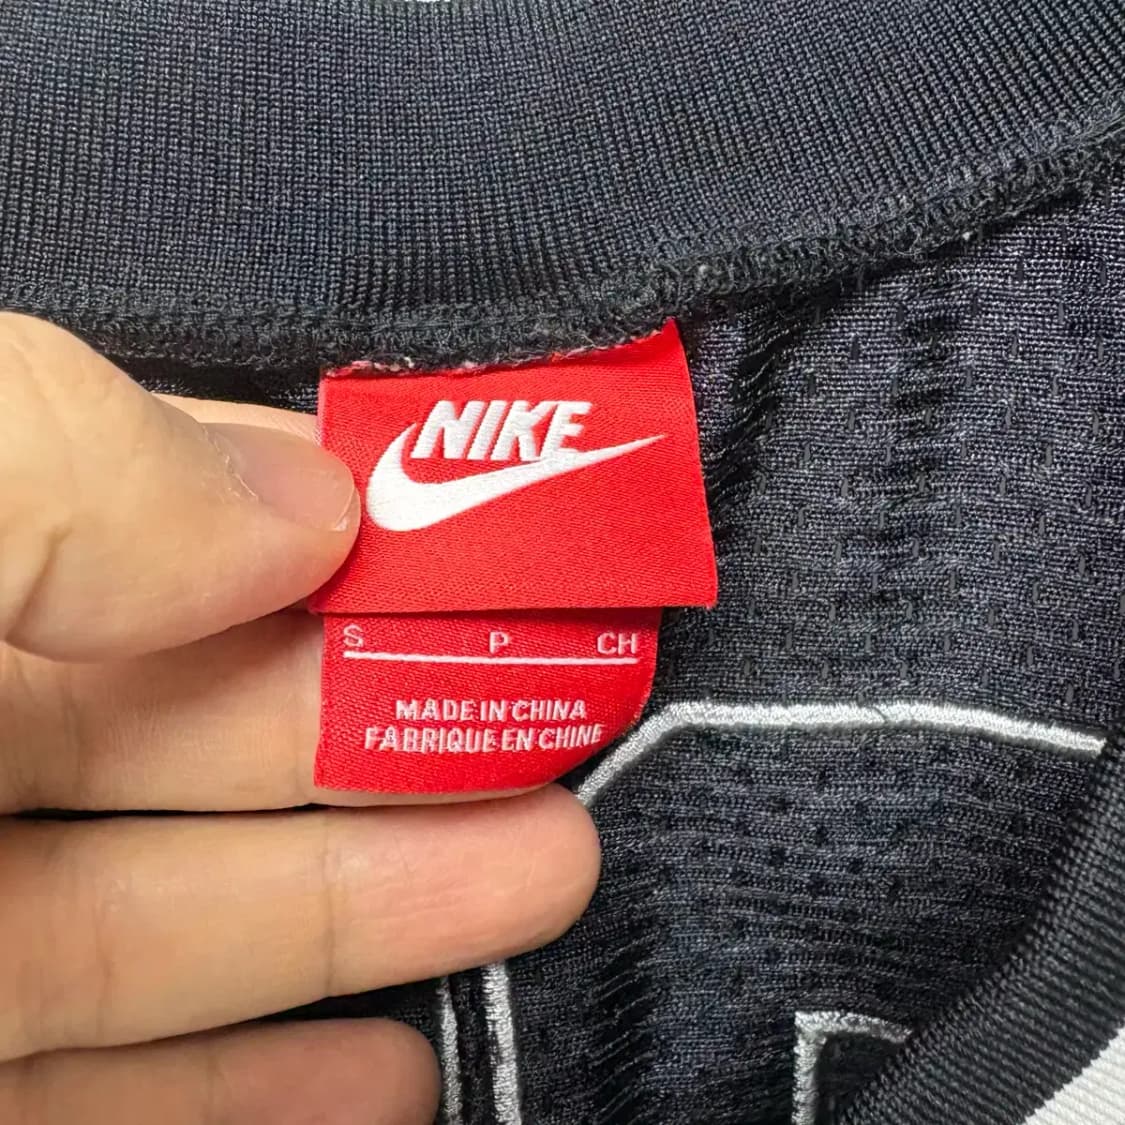 NIKE
S P CH
MADE IN CHINA
FABRIQUE EN CHINE